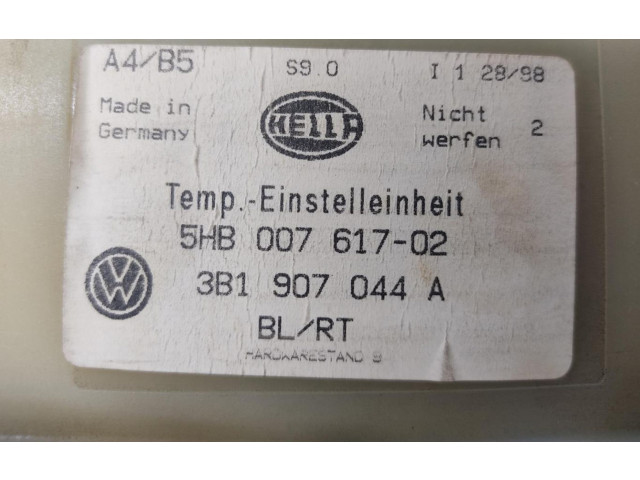 A4/B5 S9.0 I 1 28/98
Made in
Germany
HELLA
Nicht
werfen 2
Temp.-Einstelleinheit
5HB 007 617-02
VW
3B1 907 044 A
BL/RT
HARDWARESTAND 9